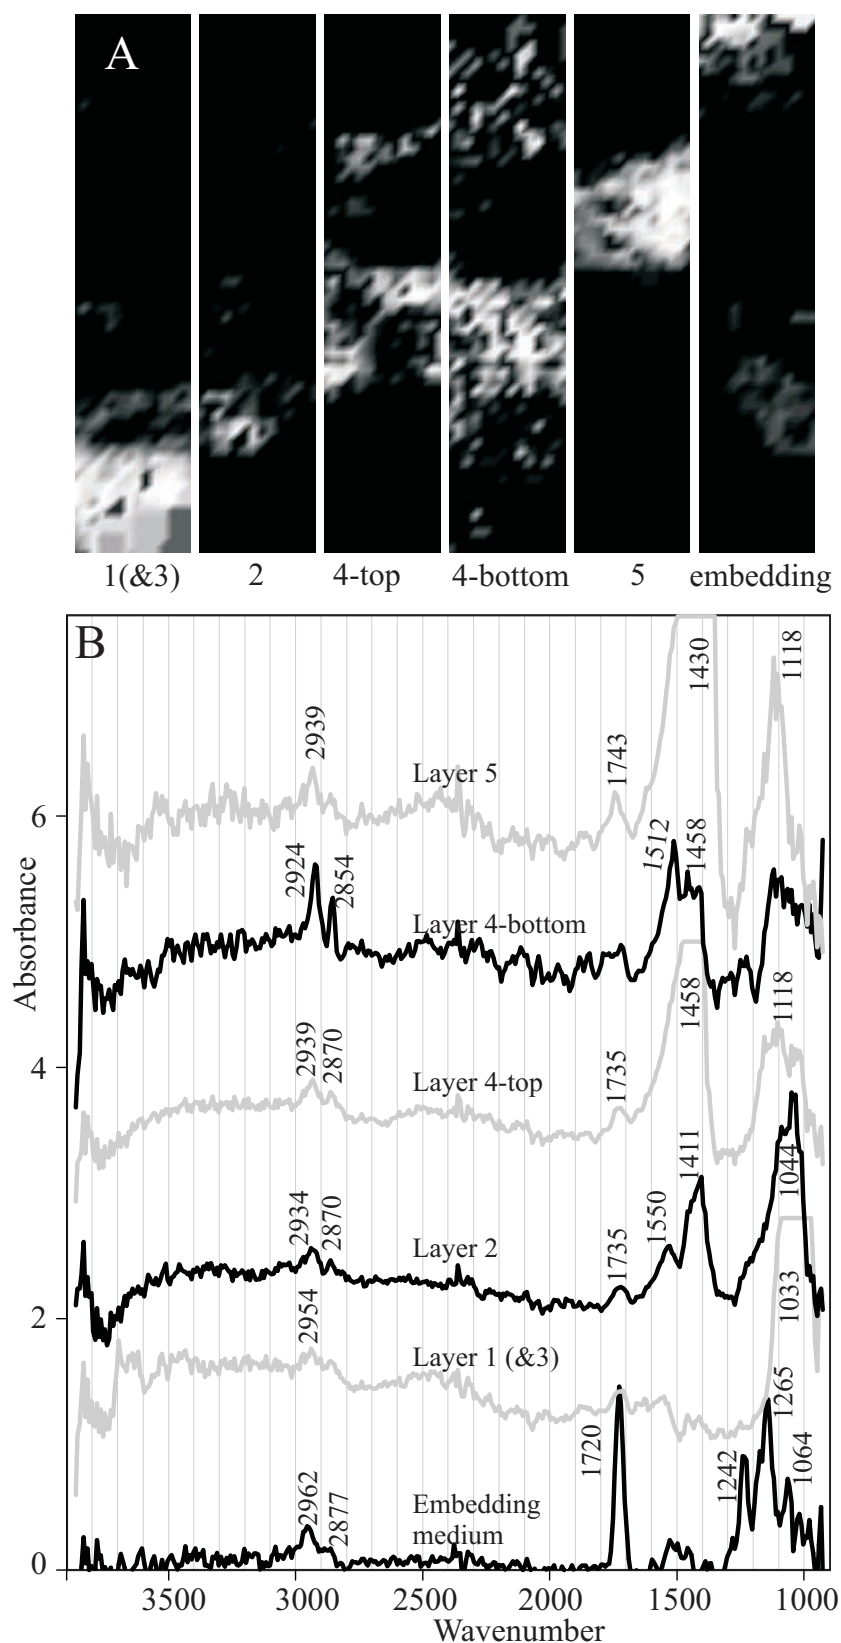 A
1(&3) 2 4-top 4-bottom 5 embedding
B
1430
1118
2939
1743
Layer 5
6
1512
1458
2924
2854
Layer 4-bottom
Absorbance
1458
1118
4
2939
2870
1735
Layer 4-top
1411
1044
2934
2870
1735
1550
Layer 2
2
2954
1033
Layer 1 (&3)
1265
1720
1242
1064
2962
2877
Embedding
medium
0
3500 3000 2500 2000 1500 1000
Wavenumber